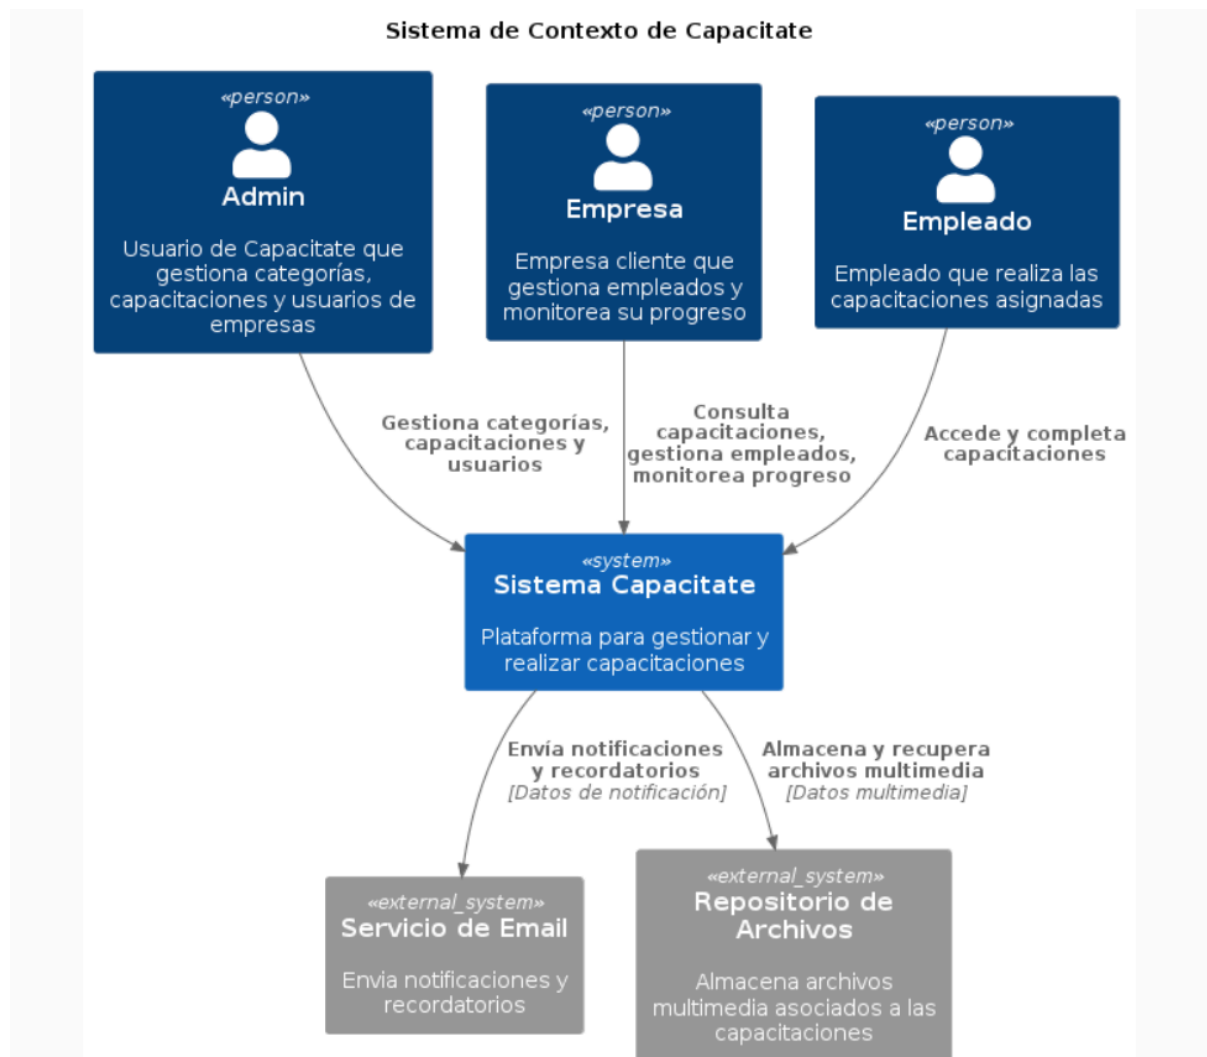 Sistema de Contexto de Capacitate
«person»
Admin
Usuario de Capacitate que
gestiona categorías,
capacitaciones y usuarios de
empresas
«person»
Empresa
Empresa cliente que
gestiona empleados y
monitorea su progreso
«person»
Empleado
Empleado que realiza las
capacitaciones asignadas
Gestiona categorías,
capacitaciones y
usuarios
Consulta
capacitaciones,
gestiona empleados,
monitorea progreso
Accede y completa
capacitaciones
«system»
Sistema Capacitate
Plataforma para gestionar y
realizar capacitaciones
Envía notificaciones
y recordatorios
[Datos de notificación]
Almacena y recupera
archivos multimedia
[Datos multimedia]
«external_system»
Servicio de Email
Envia notificaciones y
recordatorios
«external_system»
Repositorio de
Archivos
Almacena archivos
multimedia asociados a las
capacitaciones